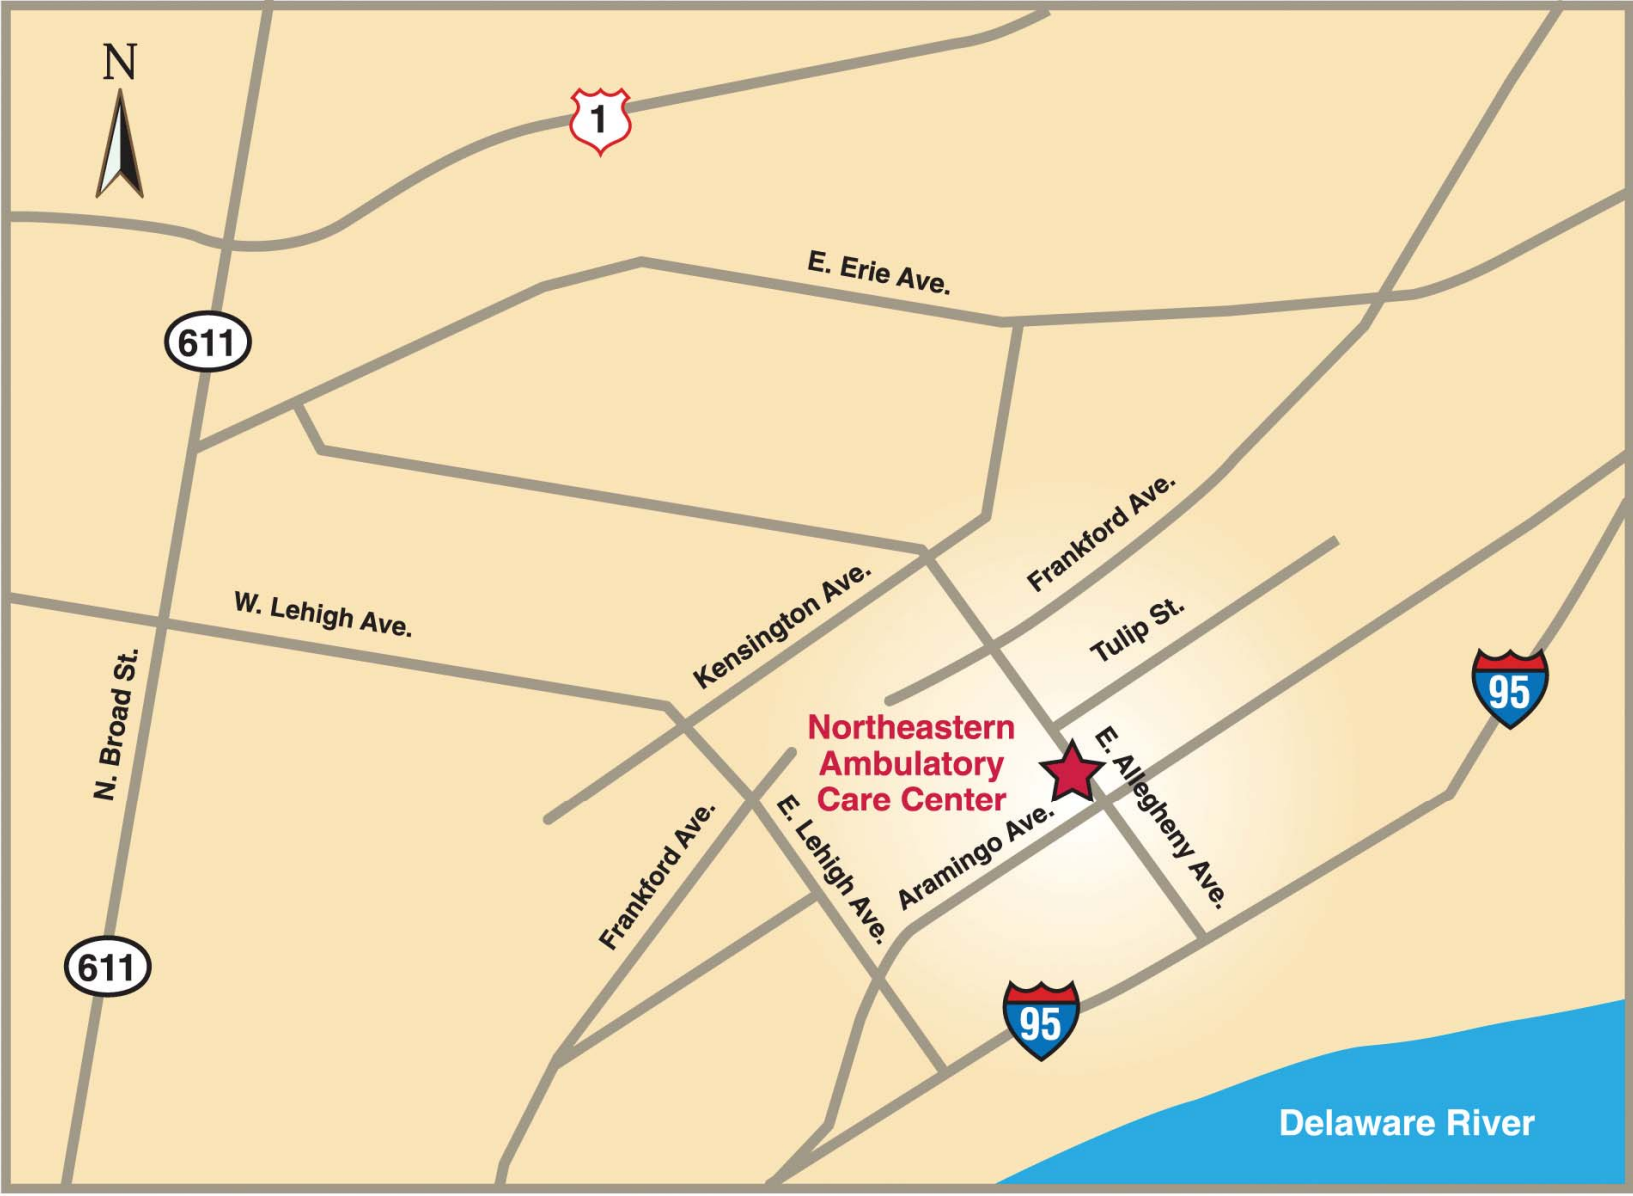 N
1
E. Erie Ave.
611
Frankford Ave.
Kensington Ave.
W. Lehigh Ave.
Tulip St.
N. Broad St.
95
Northeastern
Ambulatory
Care Center
E. Allegheny Ave.
Aramingo Ave.
E. Lehigh Ave.
Frankford Ave.
611
95
Delaware River